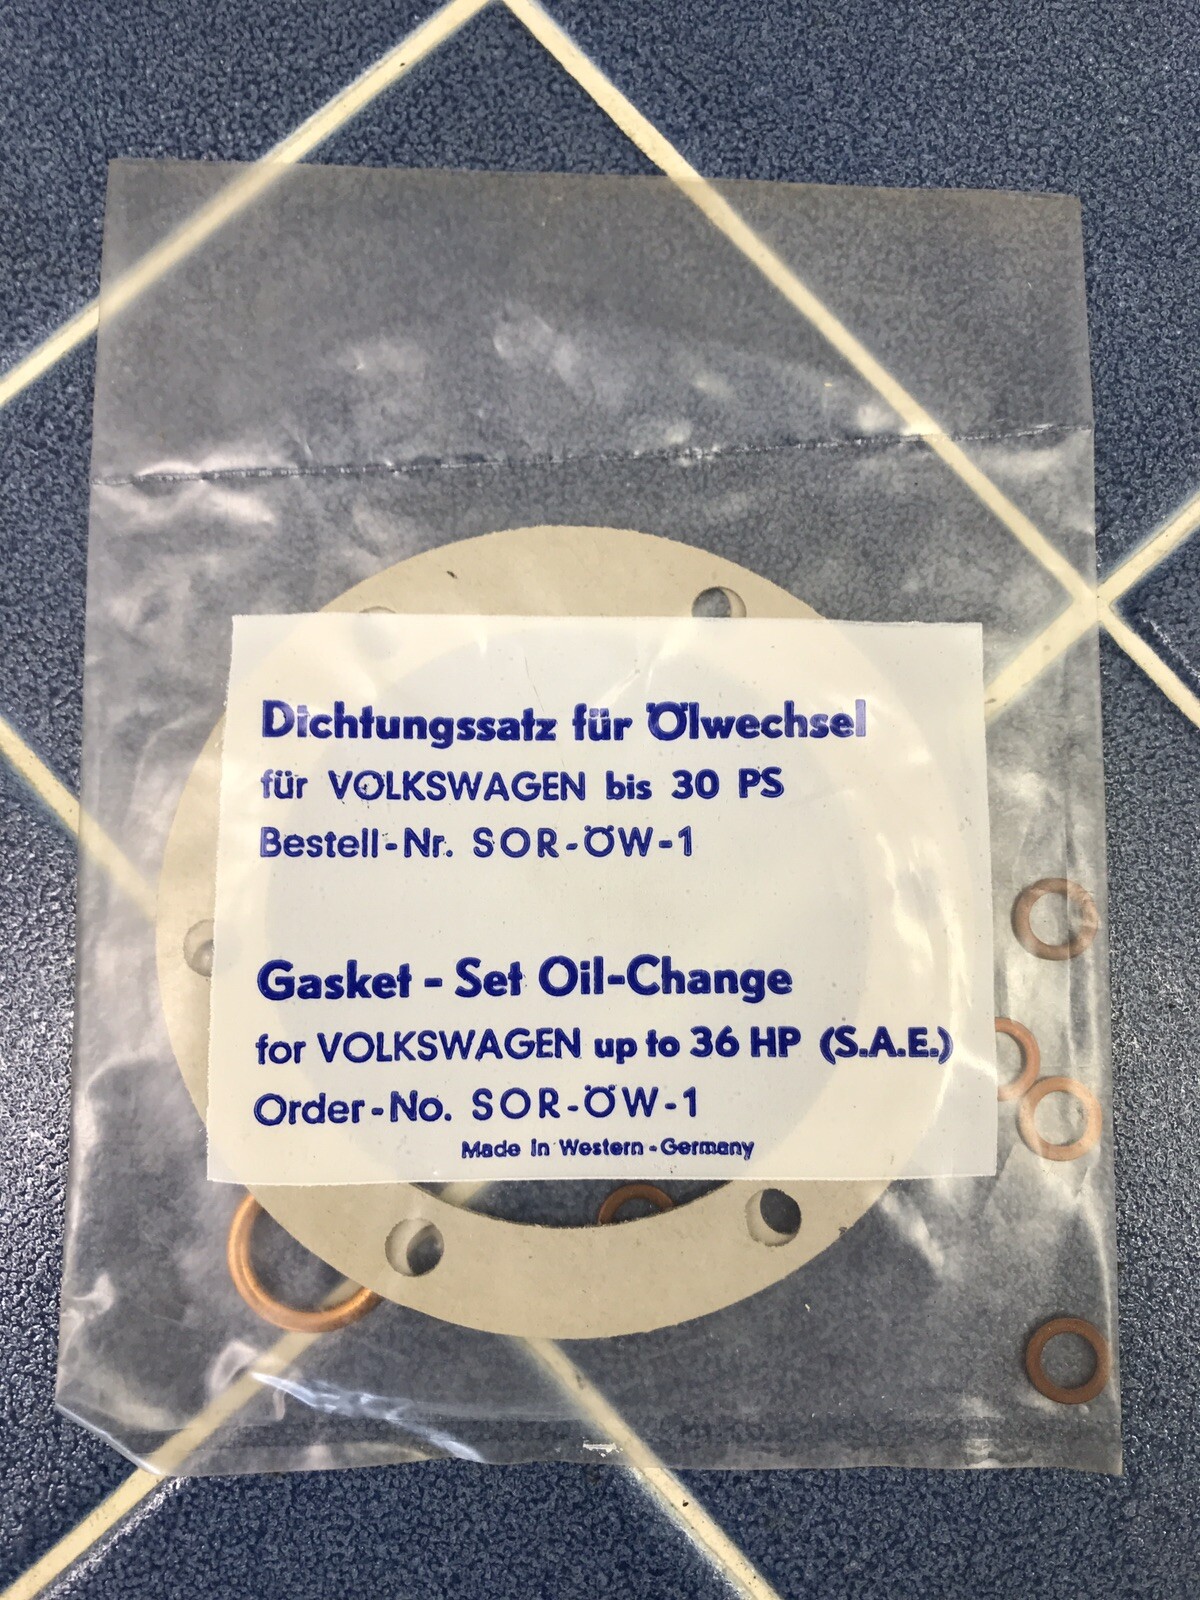 Dichtungssatz für Ölwechsel
für VOLKSWAGEN bis 30 PS
Bestell-Nr. SOR-ÖW-1
Gasket - Set Oil-Change
for VOLKSWAGEN up to 36 HP (S.A.E.)
Order-No. SOR-ÖW-1
Made in Western-Germany